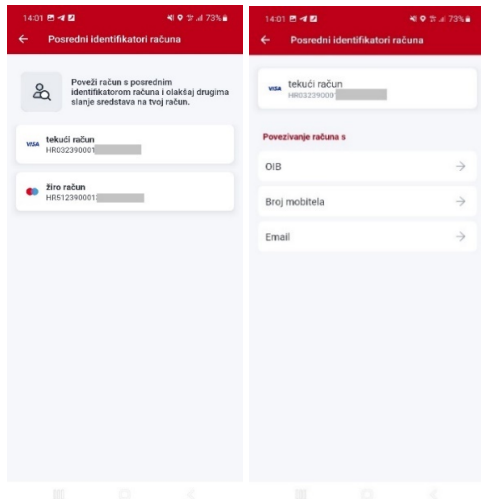 14:01 73%
Posredni identifikatori računa
Poveži račun s posrednim
identifikatorom računa i olakšaj drugima
slanje sredstava na tvoj račun.
VISA tekući račun
HR032390001
žiro račun
HR512390001
14:01 73%
Posredni identifikatori računa
VISA tekući račun
HR03239001
Povezivanje računa s
OIB
Broj mobitela
Email